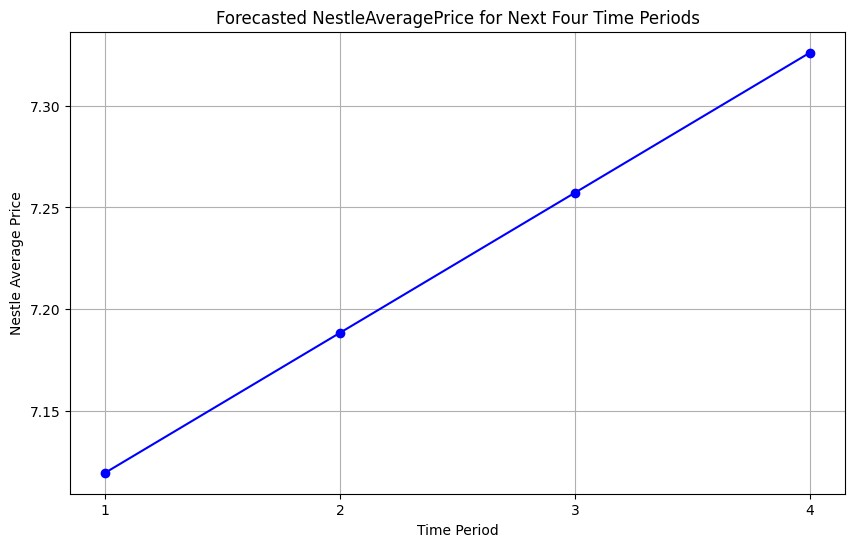 Forecasted NestleAveragePrice for Next Four Time Periods
Nestle Average Price
7.30
7.25
7.20
7.15
1 2 3 4
Time Period